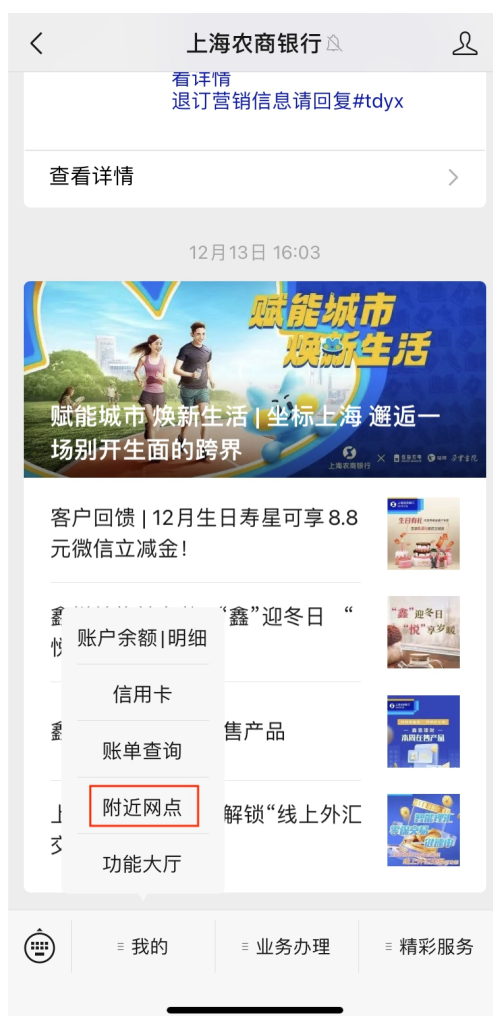 上海农商银行
看详情
退订营销信息请回复#tdyx
查看详情
12月13日 16:03
赋能城市
焕新生活
赋能城市 焕新生活 | 坐标上海 邂逅一
场别开生面的跨界
上海农商银行
客户回馈 | 12月生日寿星可享8.8
元微信立减金！
“鑫”迎冬日 “
“鑫”迎冬日
“悦”享岁暖
售产品
本周在售产品
解锁“线上外汇
账户余额|明细
信用卡
账单查询
附近网点
功能大厅
我的
业务办理
精彩服务